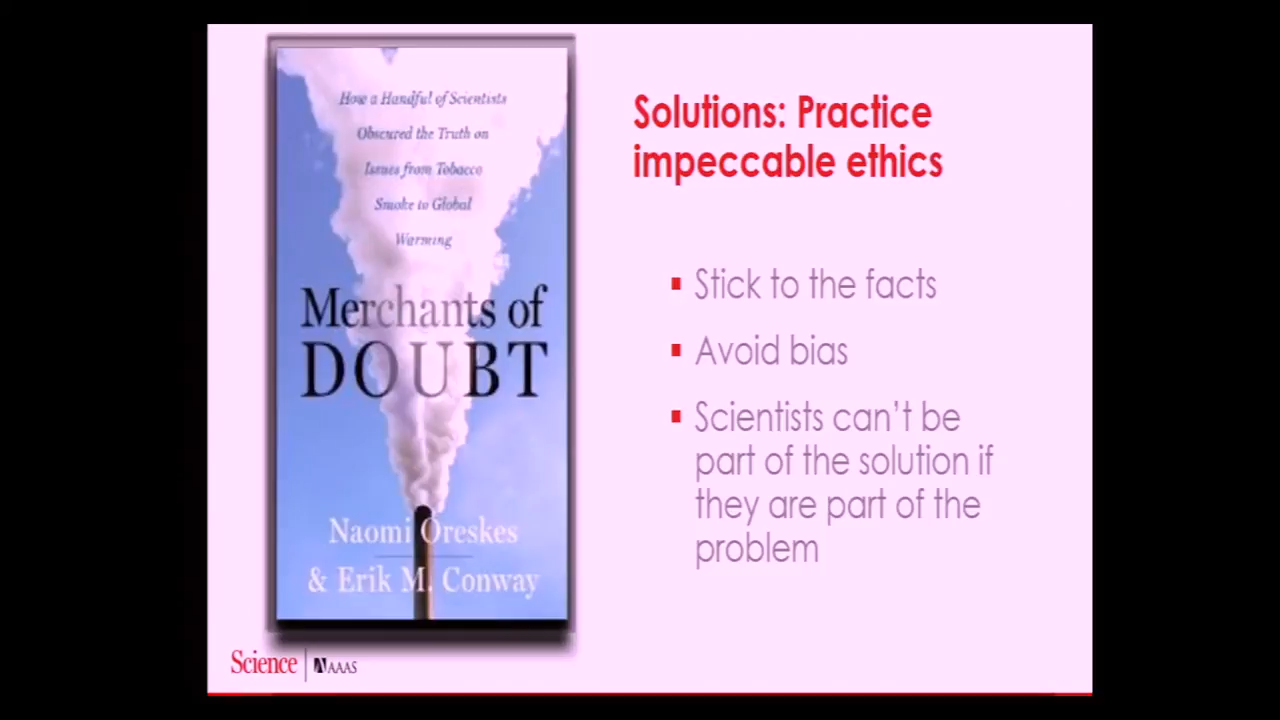 How a Handful of Scientists
Obscured the Truth on
Issues from Tobacco
Smoke to Global
Warming
Merchants of
DOUBT
Naomi Oreskes
& Erik M. Conway
Solutions: Practice
impeccable ethics
▪ Stick to the facts
▪ Avoid bias
▪ Scientists can’t be
part of the solution if
they are part of the
problem
Science | AAAS